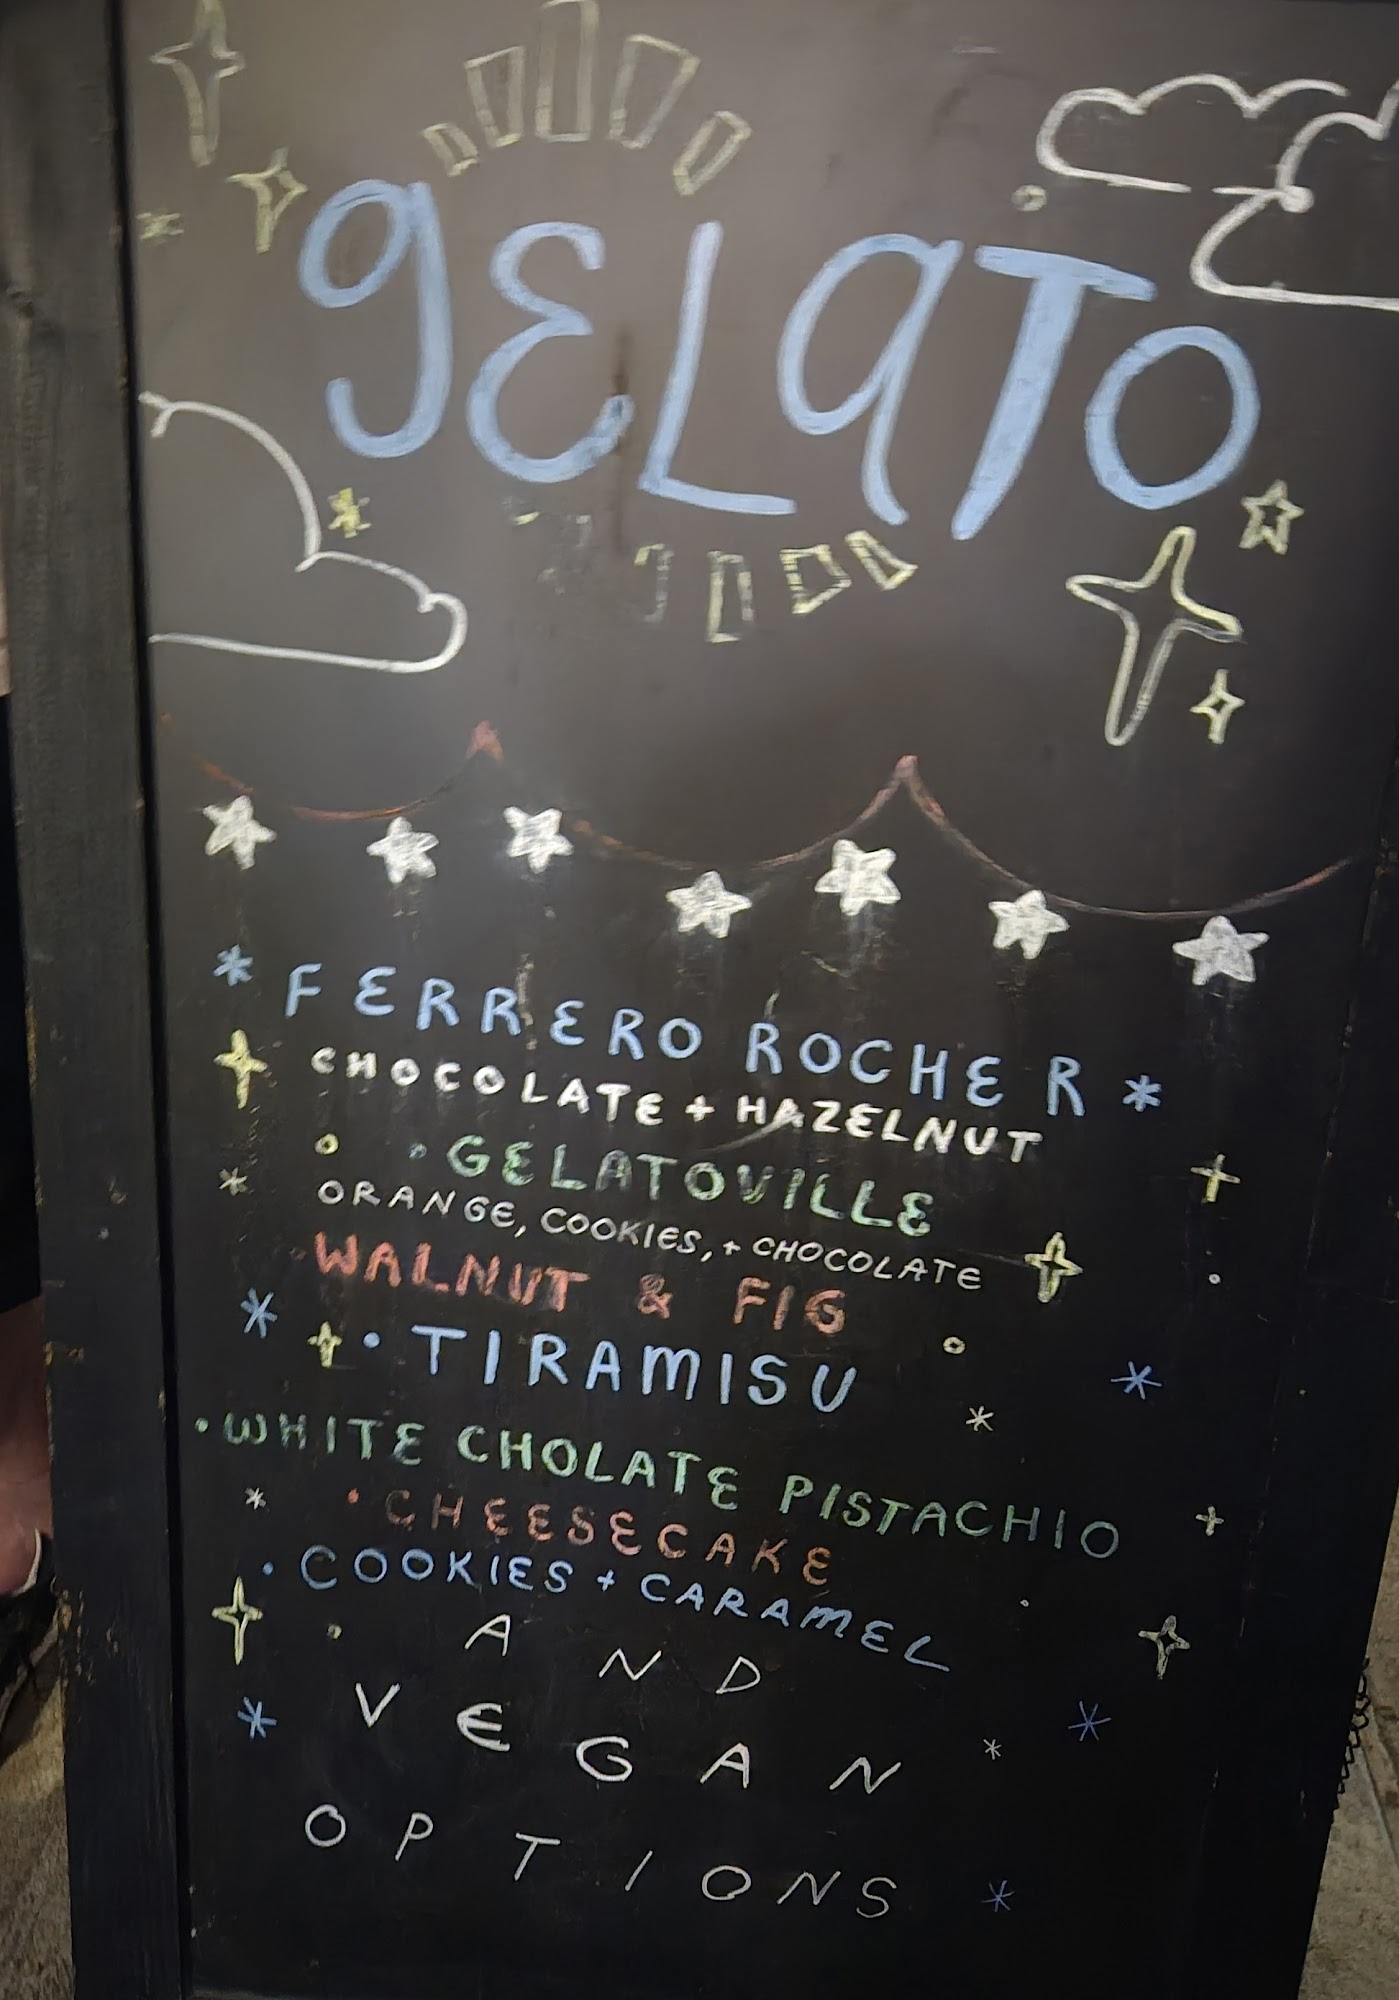 gELaTO
* FERRERO ROCHER *
CHOCOLATE + HAZELNUT
• GELATOVILLE
ORANGE, COOKIES, + CHOCOLATE
• WALNUT & FIG
• TIRAMISU
• WHITE CHOLATE PISTACHIO
• CHEESECAKE
• COOKIES + CARAMEL
AND
VEGAN
OPTIONS